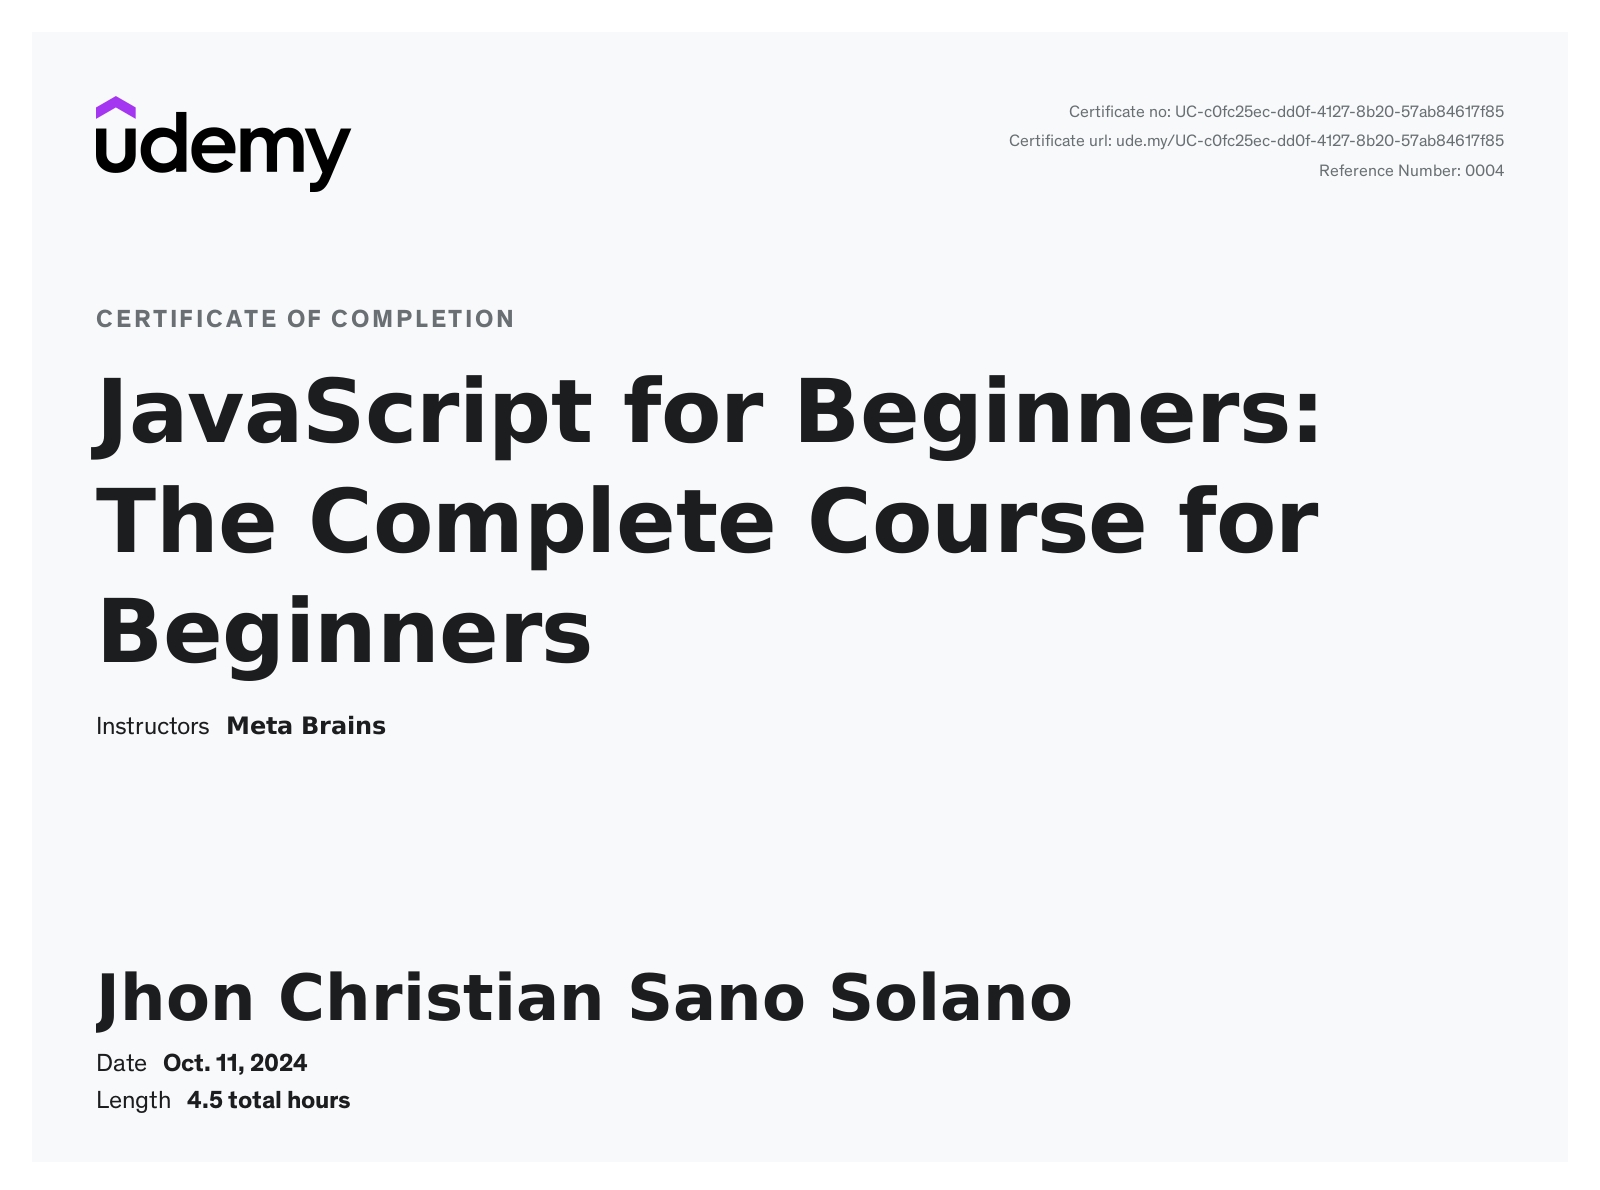 udemy
Certificate no: UC-c0fc25ec-dd0f-4127-8b20-57ab84617f85
Certificate url: ude.my/UC-c0fc25ec-dd0f-4127-8b20-57ab84617f85
Reference Number: 0004
CERTIFICATE OF COMPLETION
JavaScript for Beginners:
The Complete Course for
Beginners
Instructors Meta Brains
Jhon Christian Sano Solano
Date Oct. 11, 2024
Length 4.5 total hours